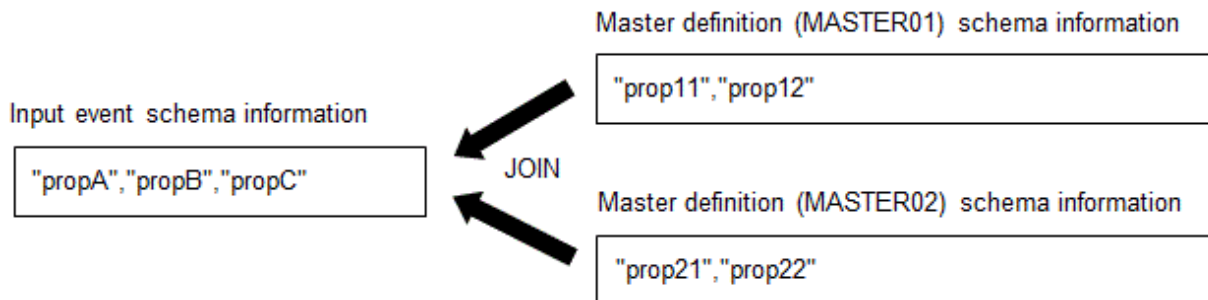 Master definition (MASTER01) schema information
"prop11","prop12"
Input event schema information
"propA","propB","propC"
JOIN
Master definition (MASTER02) schema information
"prop21","prop22"